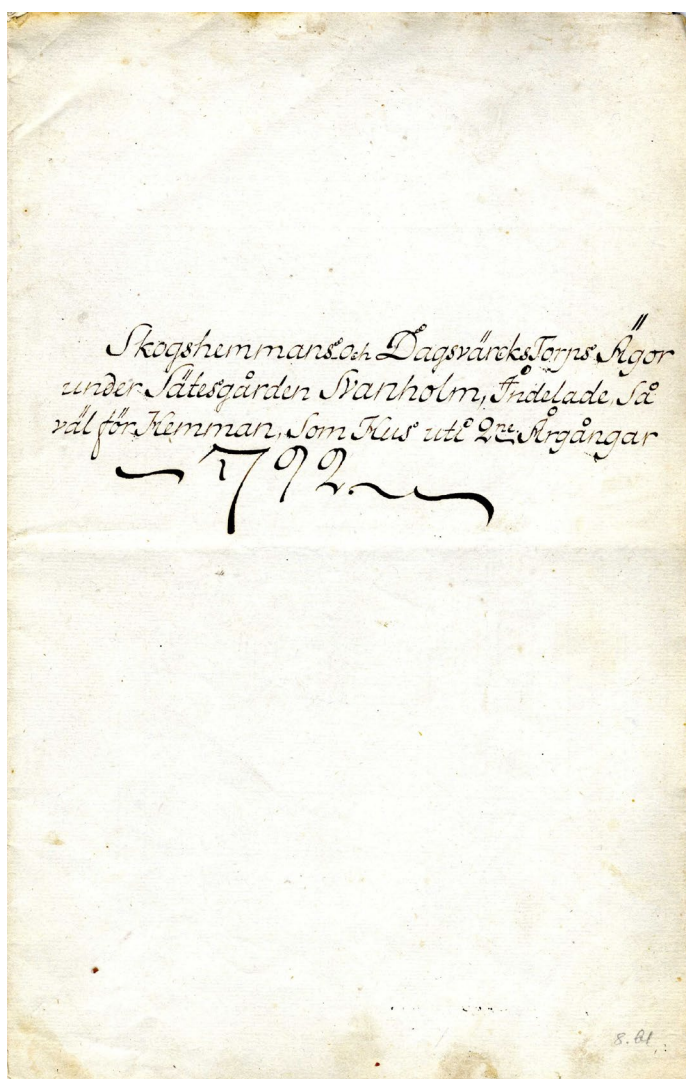 Skogshemmans och Dagsvärcks Torps Ägor
under Sätesgården Svanholm, Indelade, Så
väl för Hemman, Som Hus uti 2ne Årgångar
1792.
8. bl.